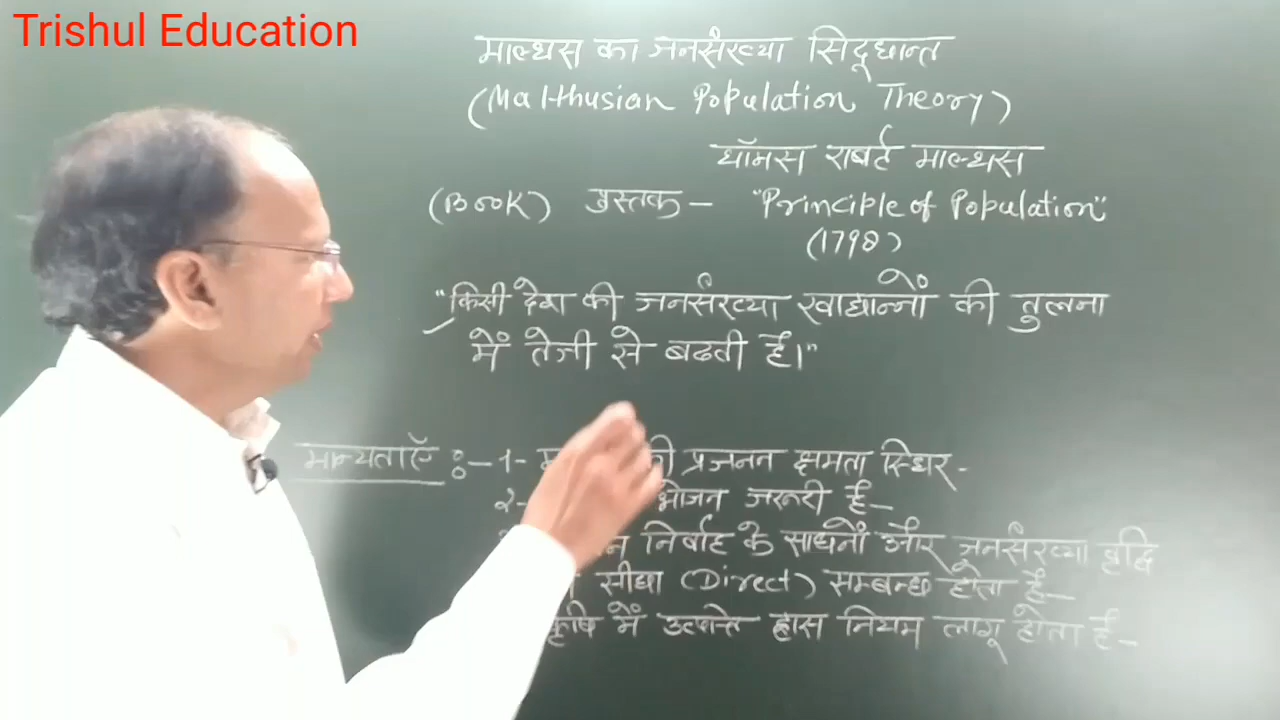 Trishul Education
माल्थस का जनसंख्या सिद्धान्त
(Malthusian Population Theory)
थॉमस राबर्ट माल्थस
(Book) पुस्तक – "Principle of Population"
(1798)
"किसी देश की जनसंख्या खाद्यान्नों की तुलना
में तेजी से बढती है।"
मान्यताएँ :– 1- की प्रजनन क्षमता स्थिर -
2- भोजन जरूरी है –
निर्वाह के साधनों और जनसंख्या वृद्धि
सीधा (Direct) सम्बन्ध होता है –
कृषि में उत्पत्ति ह्रास नियम लागू होता है –